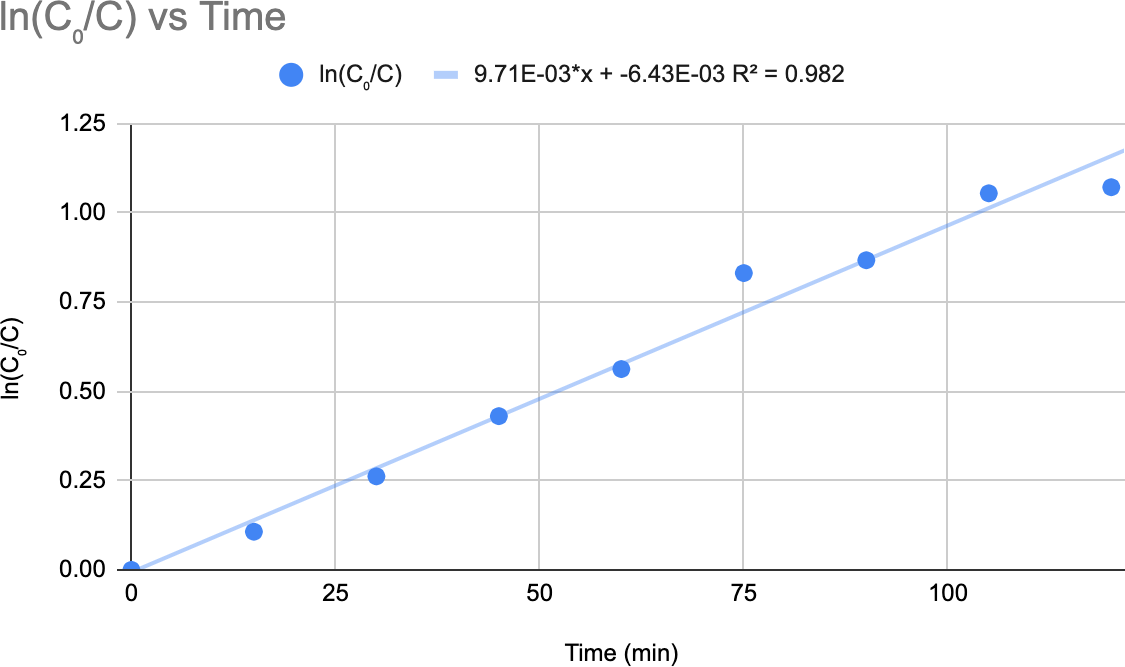 ln(C₀/C) vs Time
ln(C₀/C) 9.71E-03*x + -6.43E-03 R² = 0.982
1.25
1.00
0.75
0.50
0.25
0.00
ln(C₀/C)
0 25 50 75 100
Time (min)